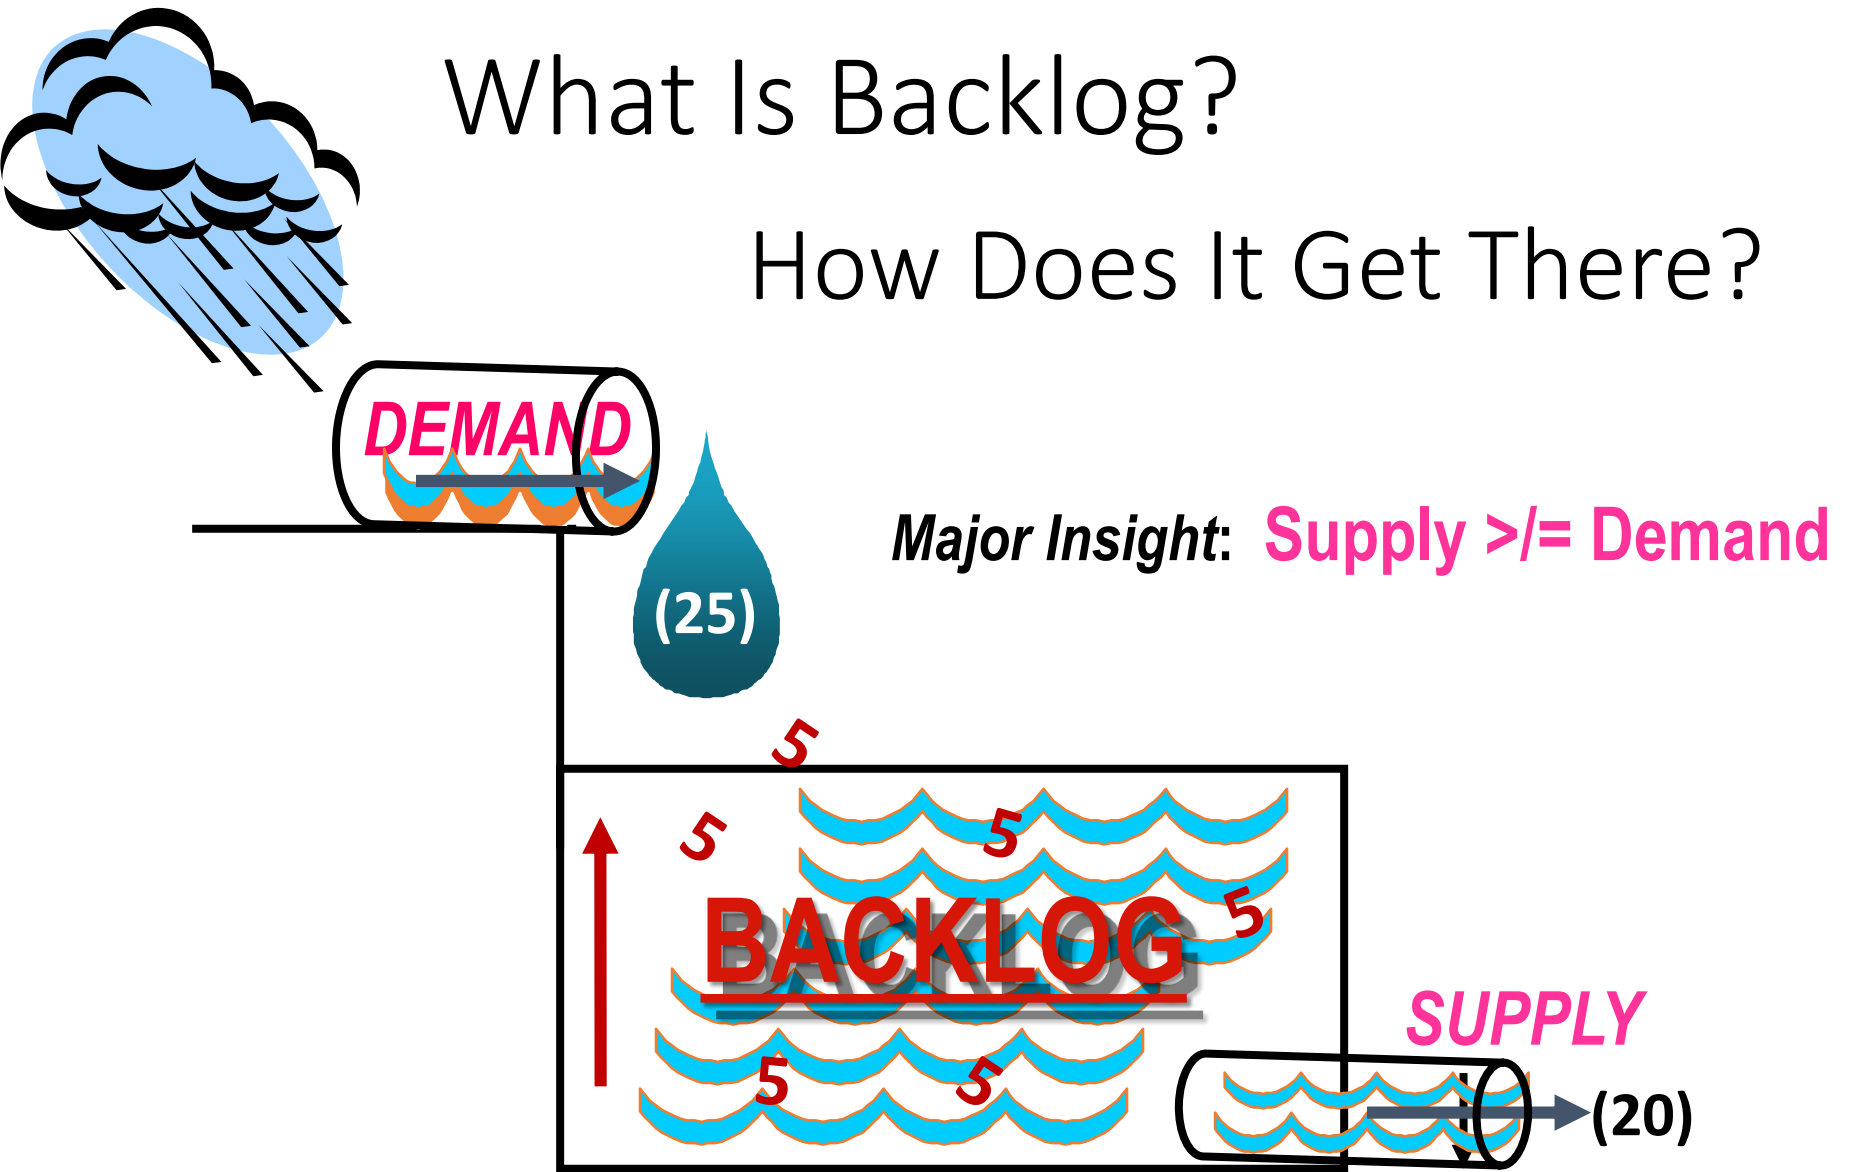 What Is Backlog?
How Does It Get There?
DEMAND
Major Insight: Supply >/= Demand
(25)
5
5
5
5
BACKLOG
SUPPLY
5
5
(20)